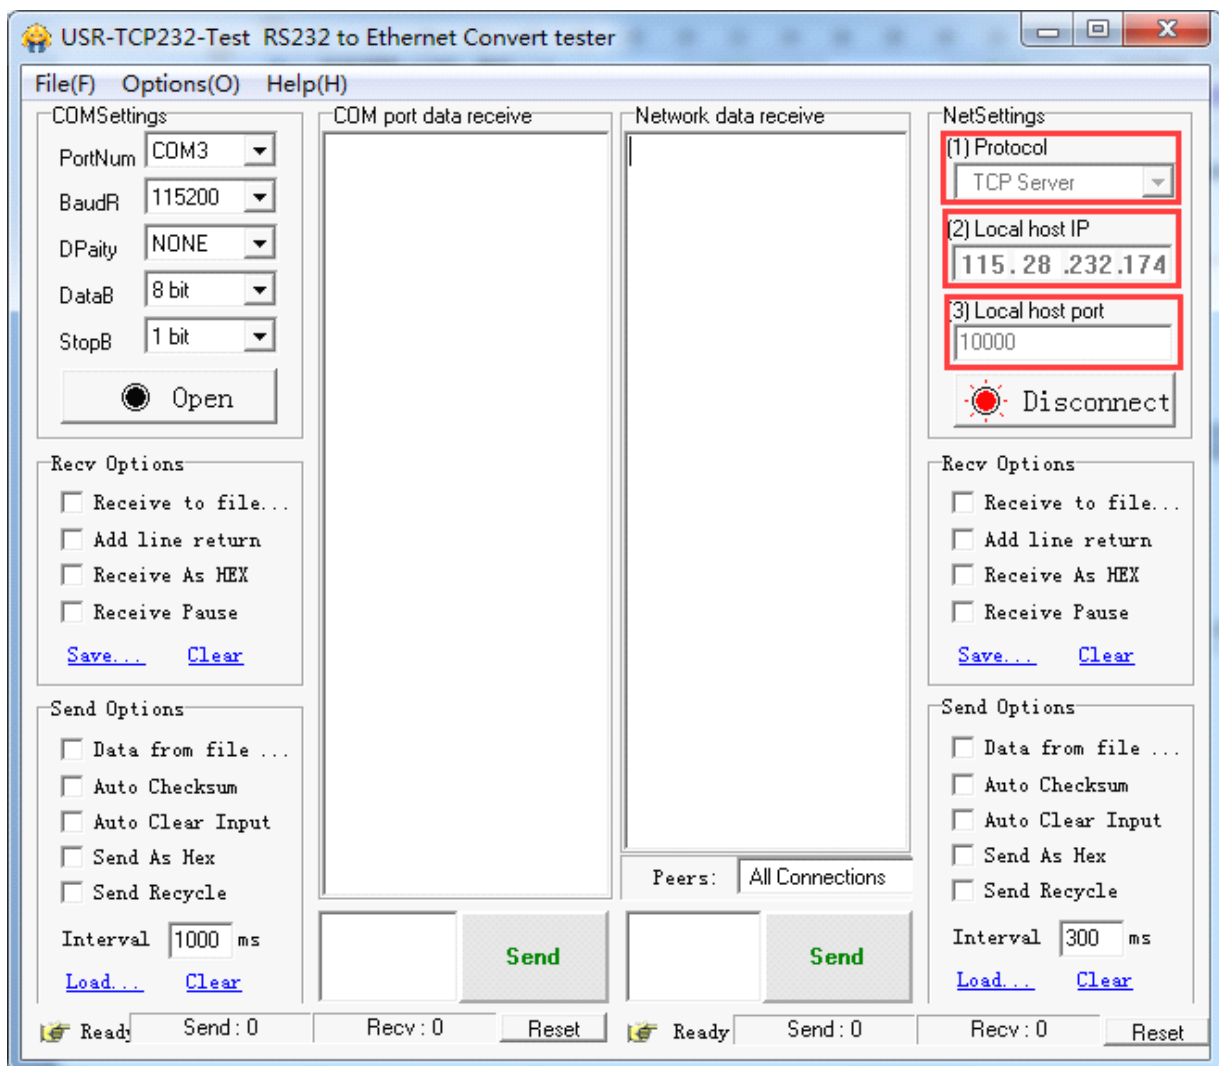 USR-TCP232-Test RS232 to Ethernet Convert tester
File(F) Options(O) Help(H)
COMSettings
PortNum COM3
BaudR 115200
DPaity NONE
DataB 8 bit
StopB 1 bit
Open
Recv Options
Receive to file...
Add line return
Receive As HEX
Receive Pause
Save... Clear
Send Options
Data from file ...
Auto Checksum
Auto Clear Input
Send As Hex
Send Recycle
Interval 1000 ms
Load... Clear
COM port data receive
Send
Network data receive
Peers: All Connections
Send
NetSettings
(1) Protocol
TCP Server
(2) Local host IP
115.28.232.174
(3) Local host port
10000
Disconnect
Recv Options
Receive to file...
Add line return
Receive As HEX
Receive Pause
Save... Clear
Send Options
Data from file ...
Auto Checksum
Auto Clear Input
Send As Hex
Send Recycle
Interval 300 ms
Load... Clear
Ready Send : 0 Recv : 0 Reset Ready Send : 0 Recv : 0 Reset